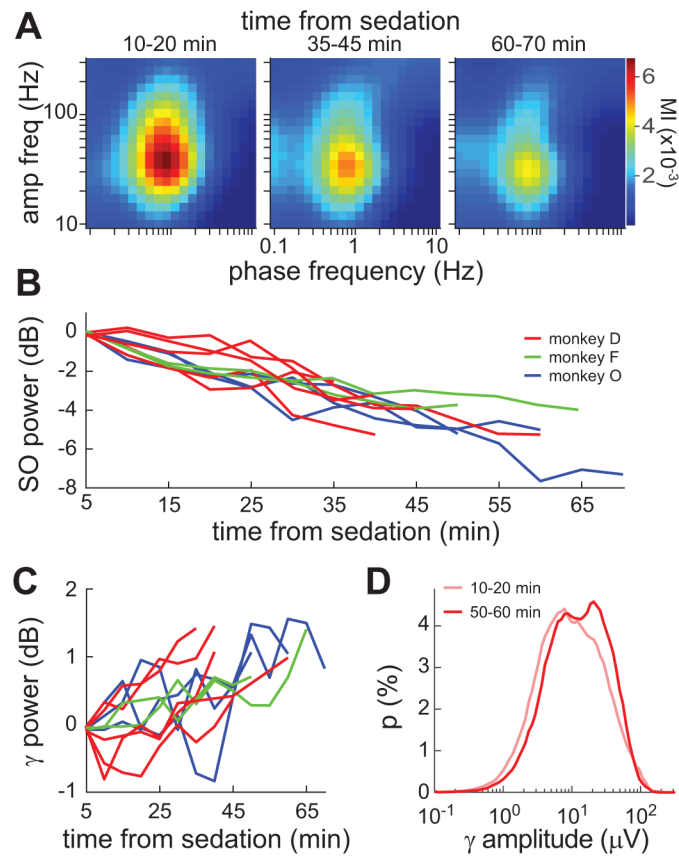 A
time from sedation
10-20 min
35-45 min
60-70 min
amp freq (Hz)
100
10
6
4
2
MI (x10-3)
0.1
1
10
phase frequency (Hz)
B
SO power (dB)
0
-2
-4
-6
-8
monkey D
monkey F
monkey O
5
15
25
35
45
55
65
time from sedation (min)
C
γ power (dB)
2
1
0
-1
5
25
45
65
time from sedation (min)
D
p (%)
10-20 min
50-60 min
4
2
0
10-1
100
101
102
γ amplitude (μV)